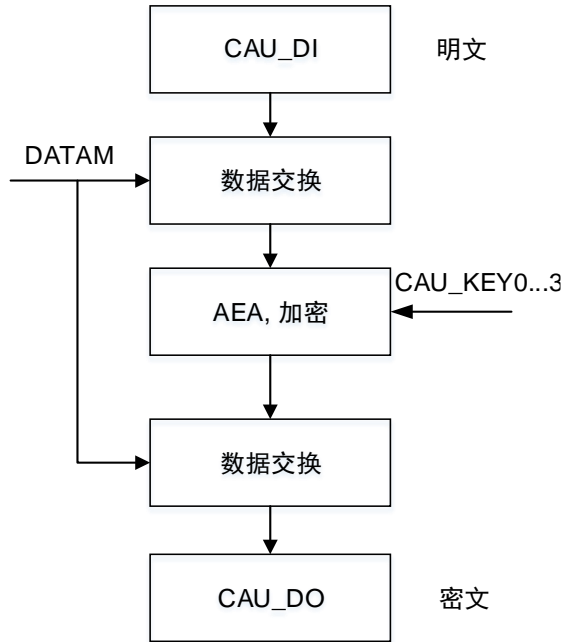 CAU_DI
明文
DATAM
数据交换
CAU_KEY0...3
AEA, 加密
数据交换
CAU_DO
密文